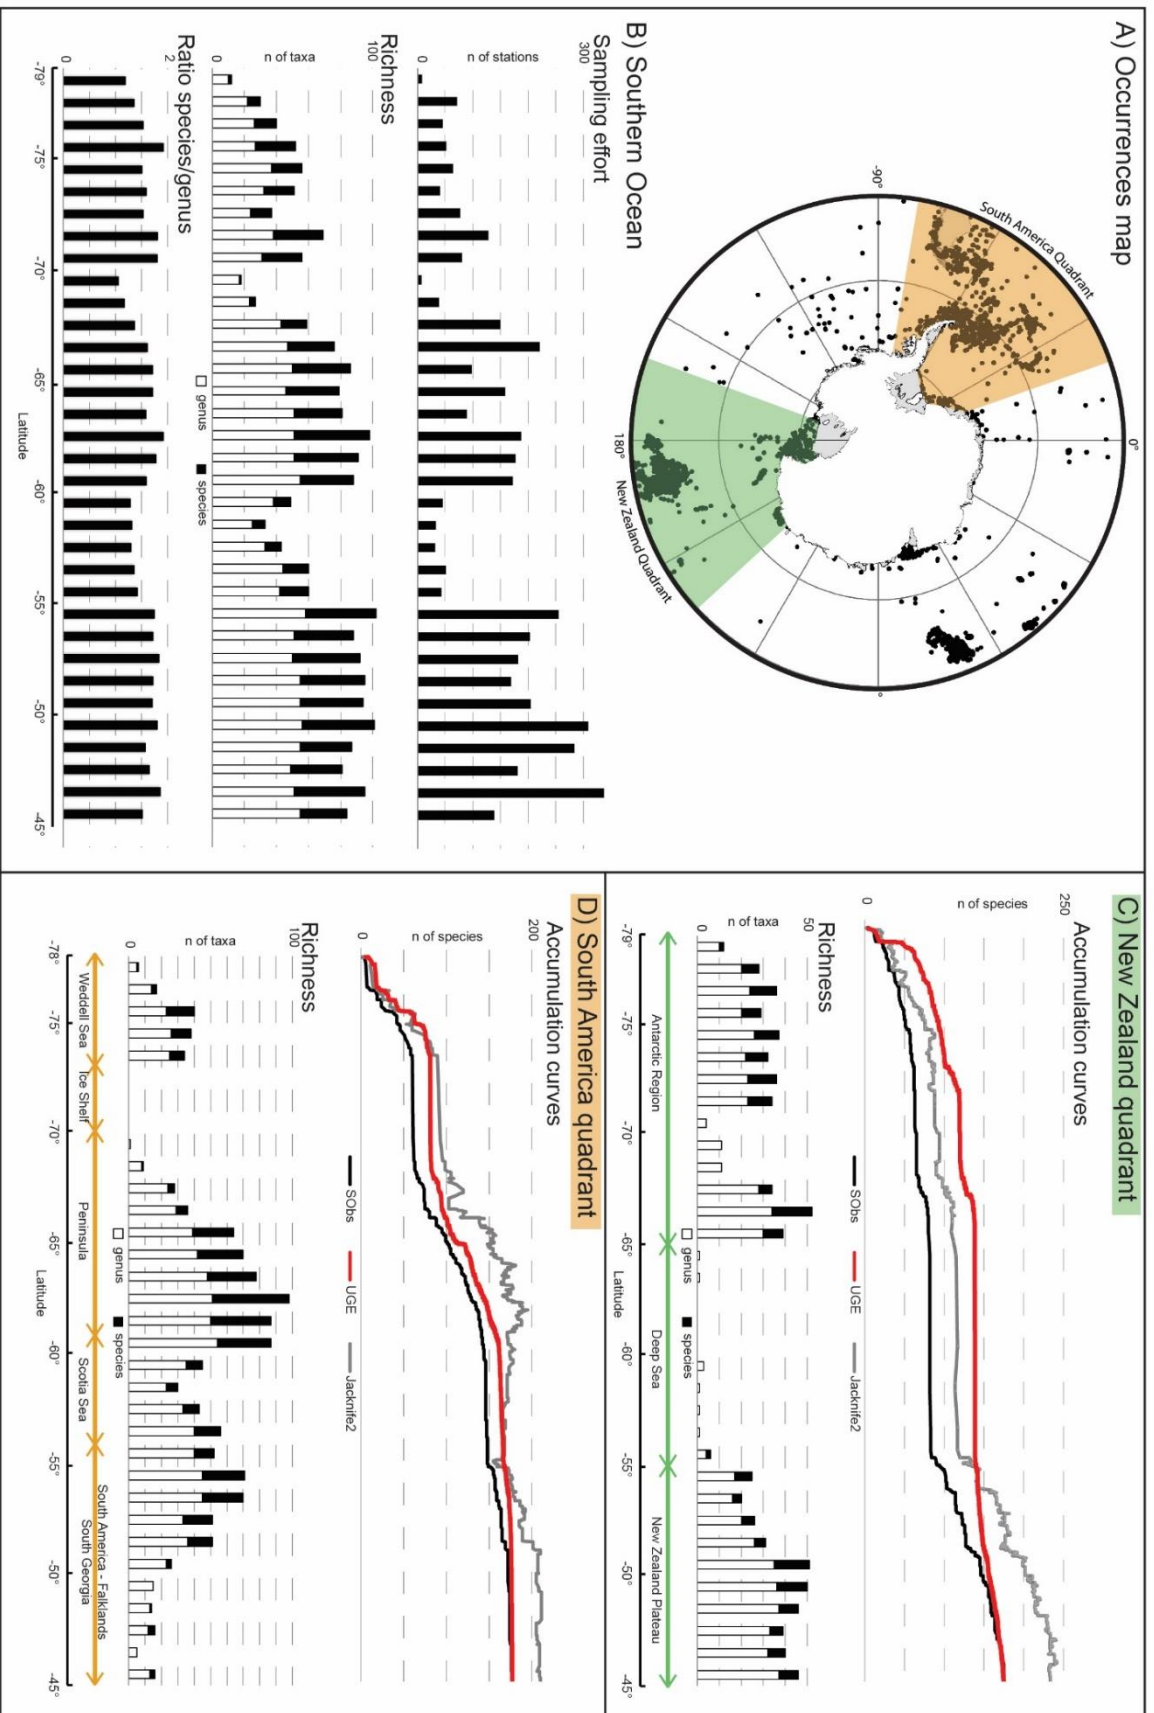 A) Occurrences map
0°
-90°
180°
°
South America Quadrant
New Zealand Quadrant
B) Southern Ocean
Sampling effort
300
n of stations
0
Richness
100
n of taxa
0
Ratio species/genus
2
0
-79° -75° -70° -65° -60° -55° -50° -45°
genus species
Latitude
C) New Zealand quadrant
Accumulation curves
250
n of species
0
-79° -75° -70° -65° -60° -55° -50° -45°
SObs UGE Jacknife2
Richness
50
n of taxa
0
genus species
Antarctic Region Deep Sea New Zealand Plateau
Latitude
D) South America quadrant
Accumulation curves
200
n of species
0
SObs UGE Jacknife2
Richness
100
n of taxa
0
genus species
Weddell Sea Ice Shelf Peninsula Scotia Sea South America - Falklands
South Georgia
-78° -75° -70° -65° -60° -55° -50° -45°
Latitude